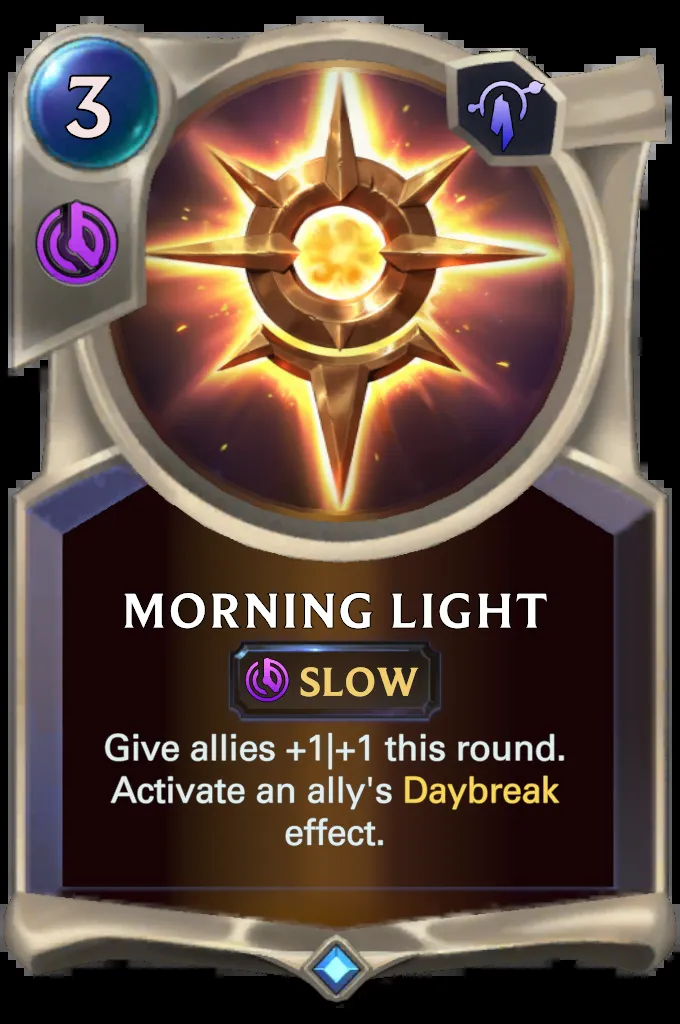 3
MORNING LIGHT
SLOW
Give allies +1|+1 this round.
Activate an ally's Daybreak
effect.